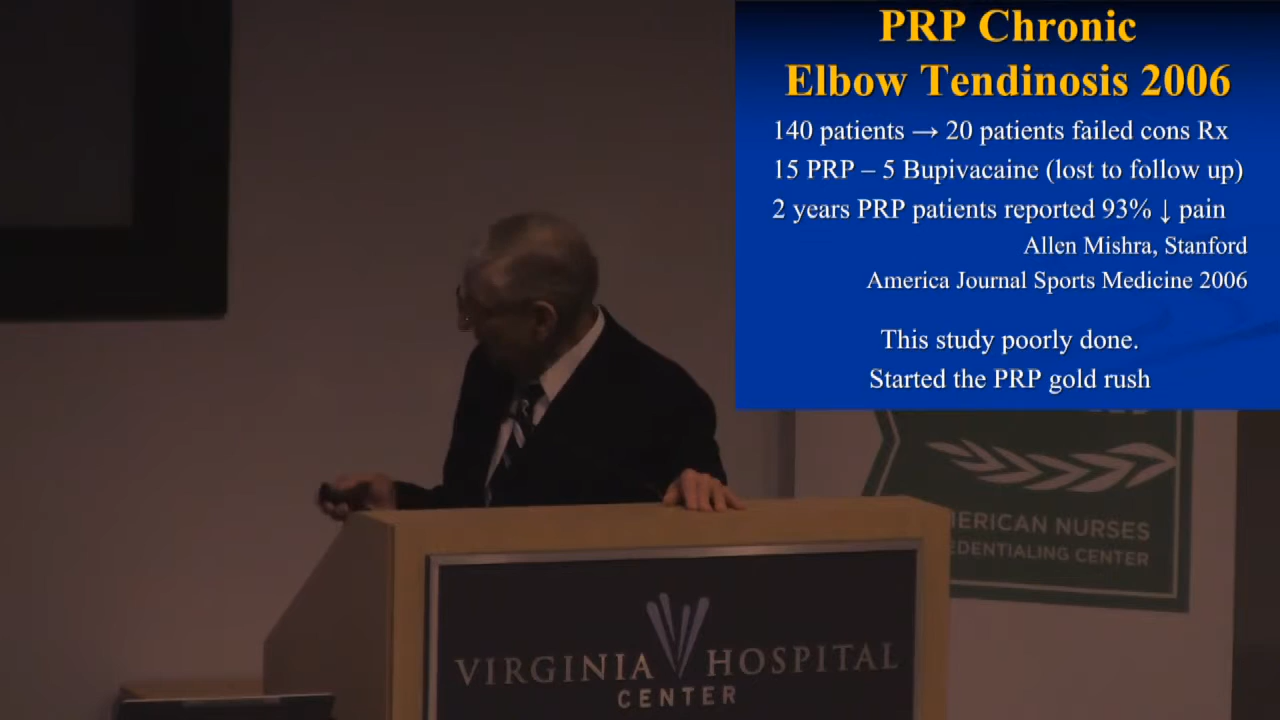 PRP Chronic
Elbow Tendinosis 2006
140 patients → 20 patients failed cons Rx
15 PRP – 5 Bupivacaine (lost to follow up)
2 years PRP patients reported 93% ↓ pain
Allen Mishra, Stanford
America Journal Sports Medicine 2006
This study poorly done.
Started the PRP gold rush
NURSES
CENTER
VIRGINIA HOSPITAL
CENTER